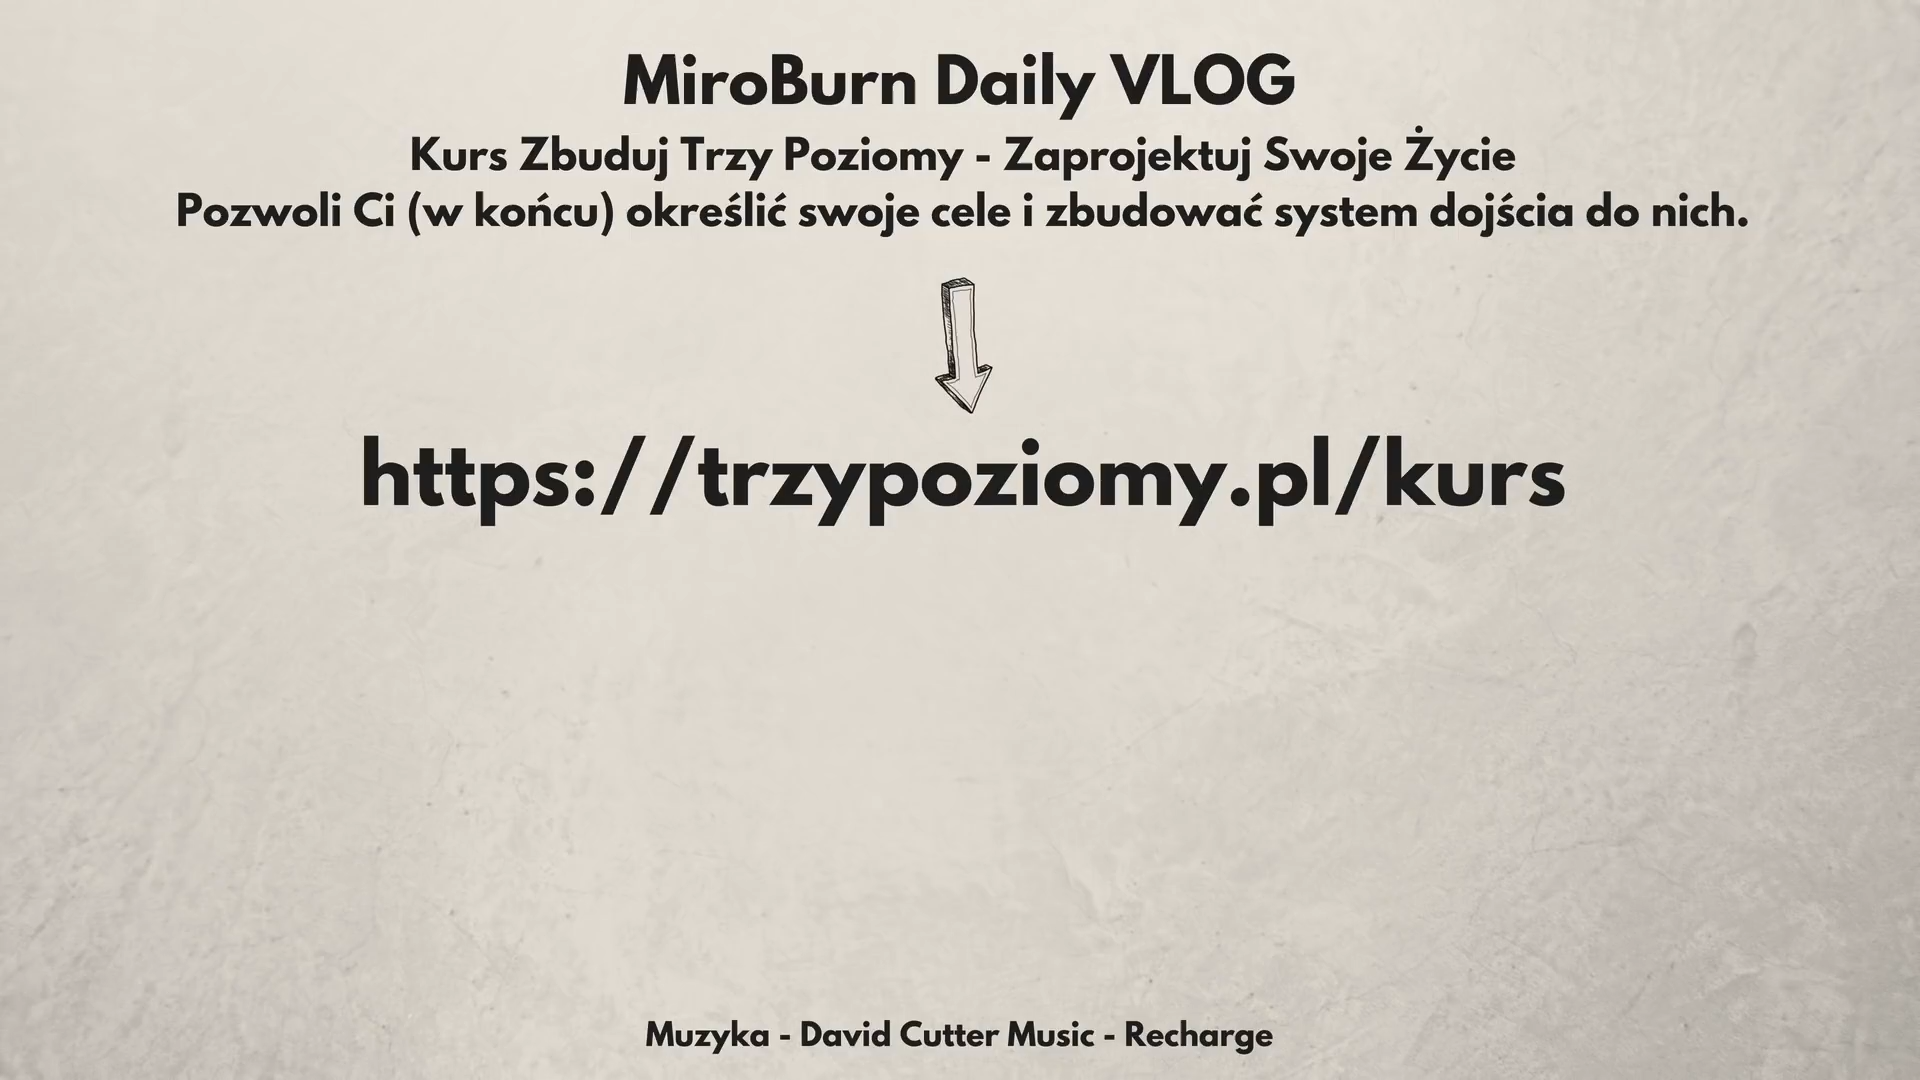 MiroBurn Daily VLOG
Kurs Zbuduj Trzy Poziomy - Zaprojektuj Swoje Życie
Pozwoli Ci (w końcu) określić swoje cele i zbudować system dojścia do nich.
https://trzypoziomy.pl/kurs
Muzyka - David Cutter Music - Recharge